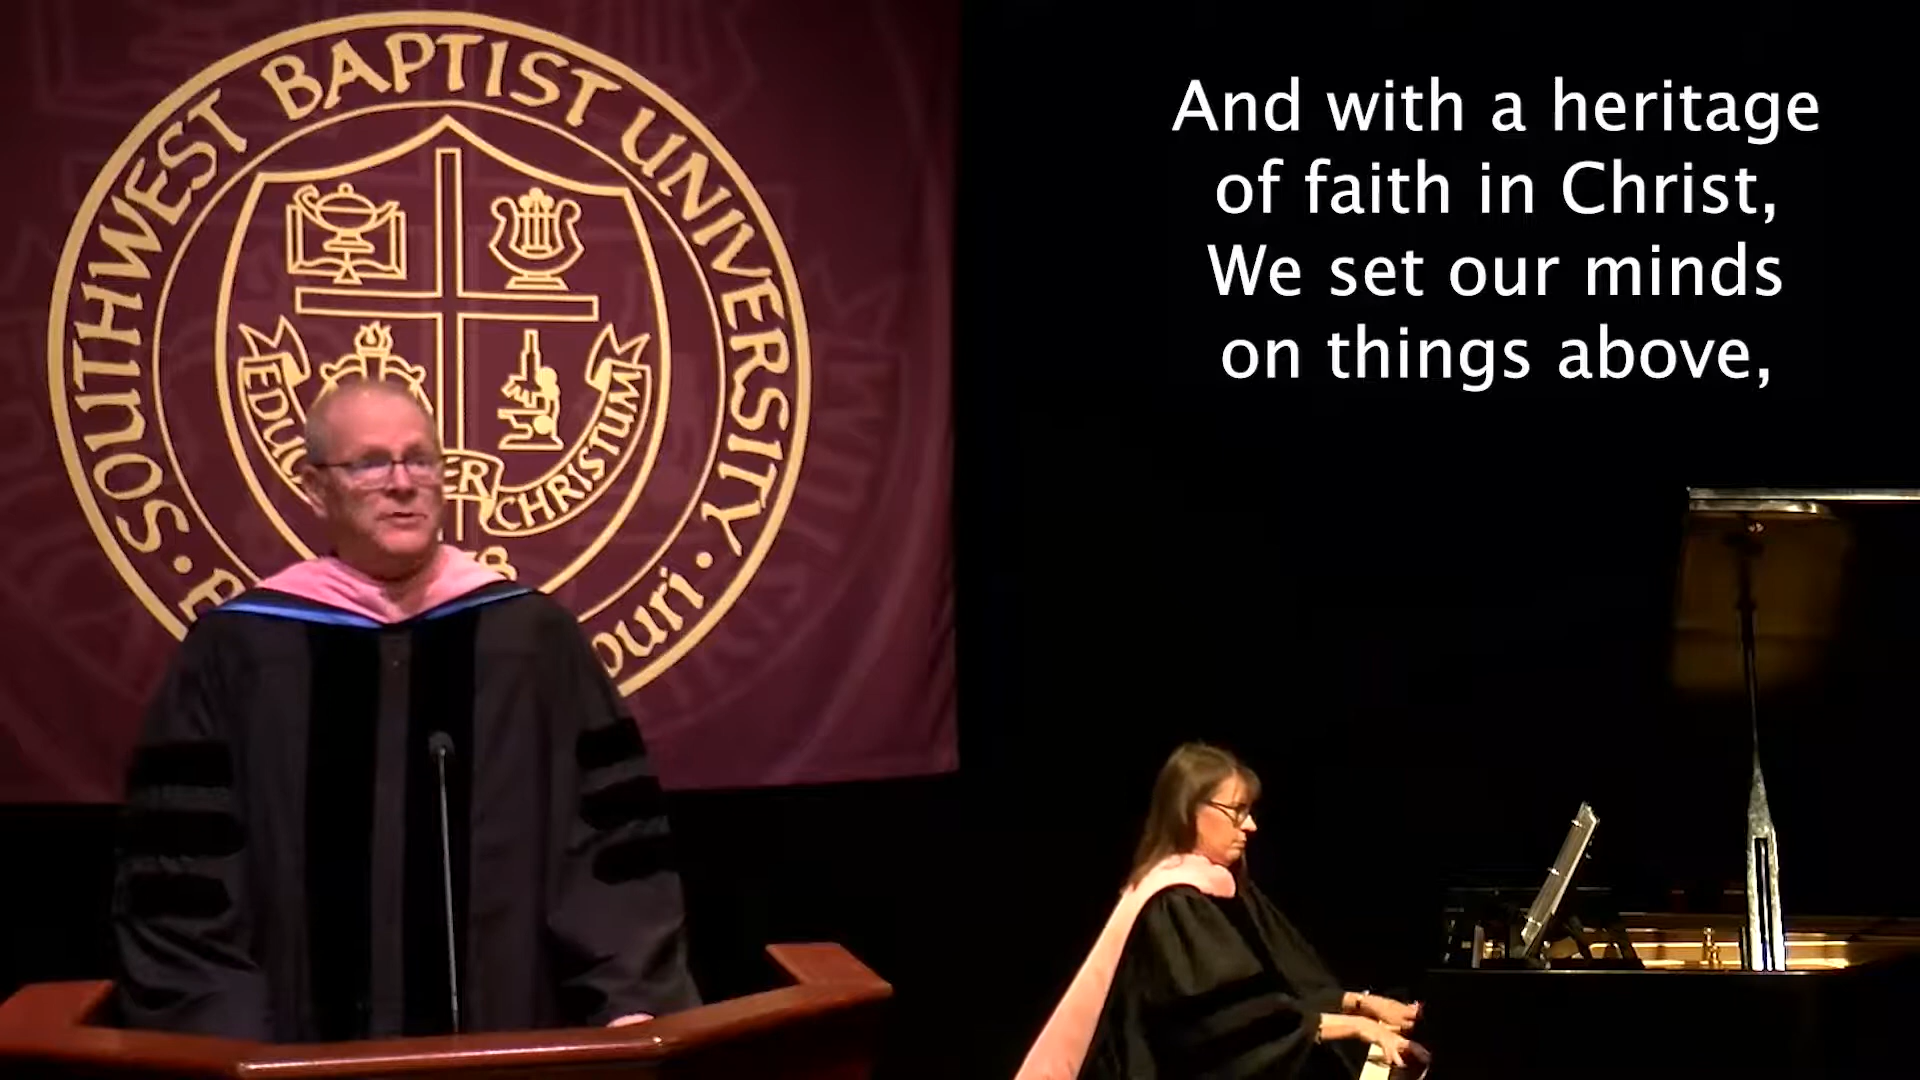 SOUTHWEST BAPTIST UNIVERSITY
CHRISTUM
And with a heritage
of faith in Christ,
We set our minds
on things above,